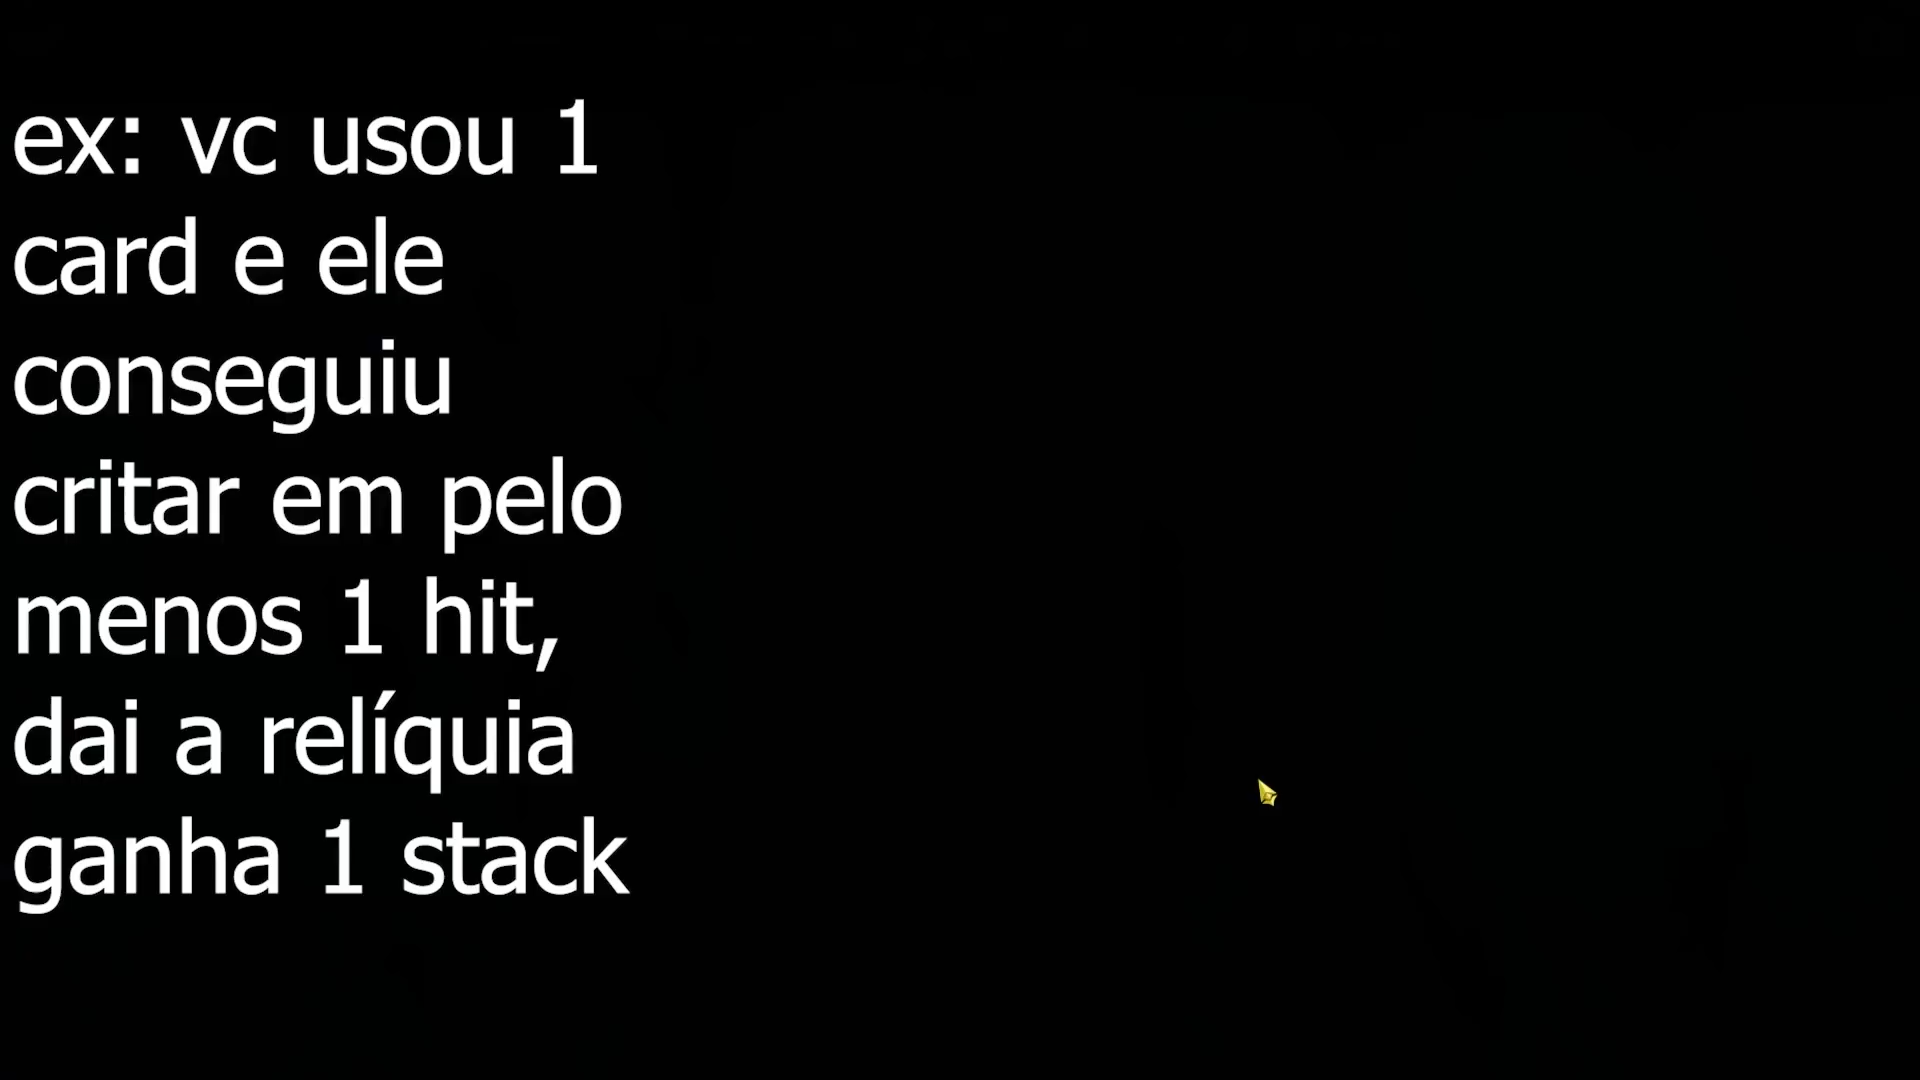 ex: vc usou 1
card e ele
conseguiu
critar em pelo
menos 1 hit,
dai a relíquia
ganha 1 stack